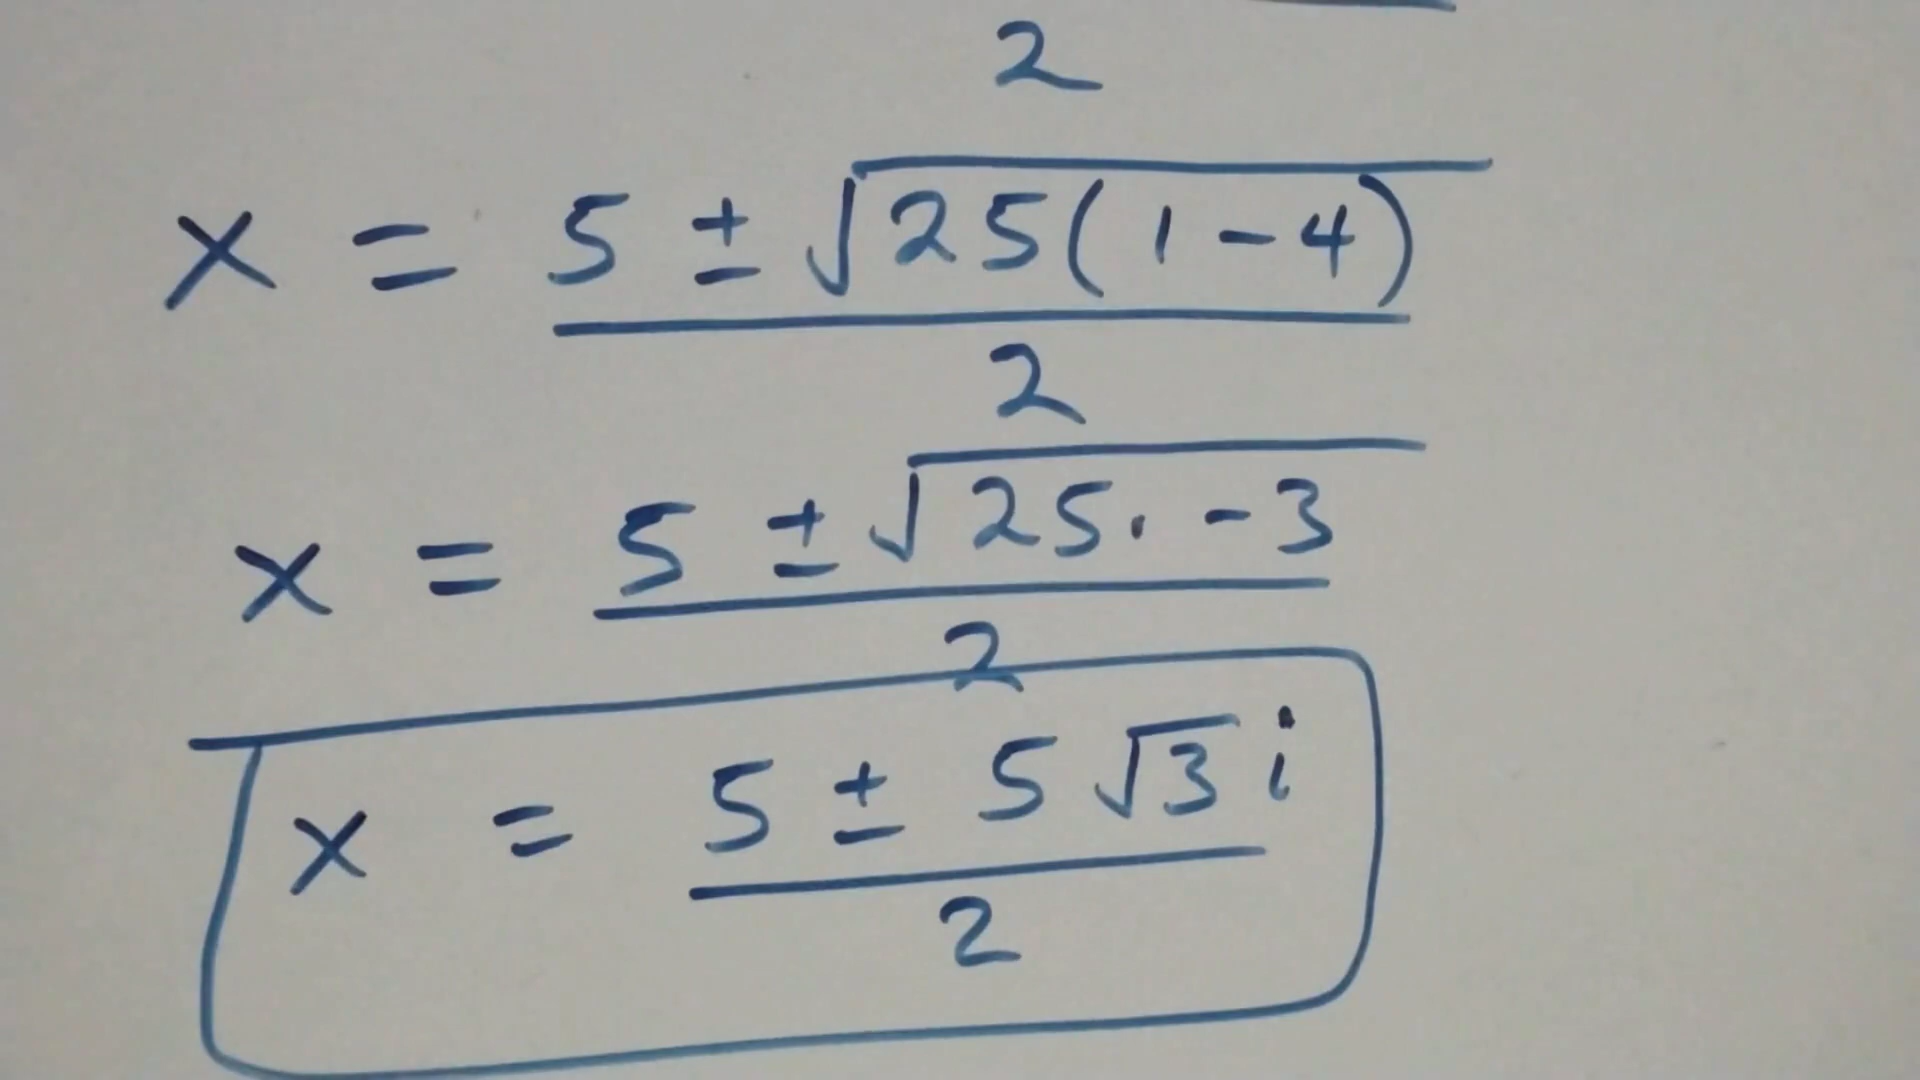 2
x = 5 ± √25(1-4)
2
x = 5 ± √25. -3
2
x = 5 ± 5√3 i
2